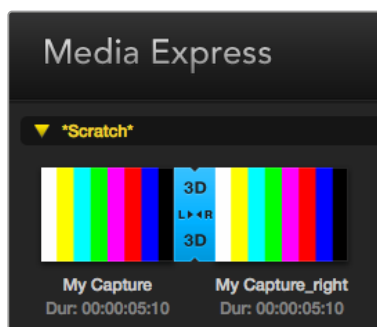 Media Express
*Scratch*
3D
L R
3D
My Capture
My Capture_right
Dur: 00:00:05:10
Dur: 00:00:05:10